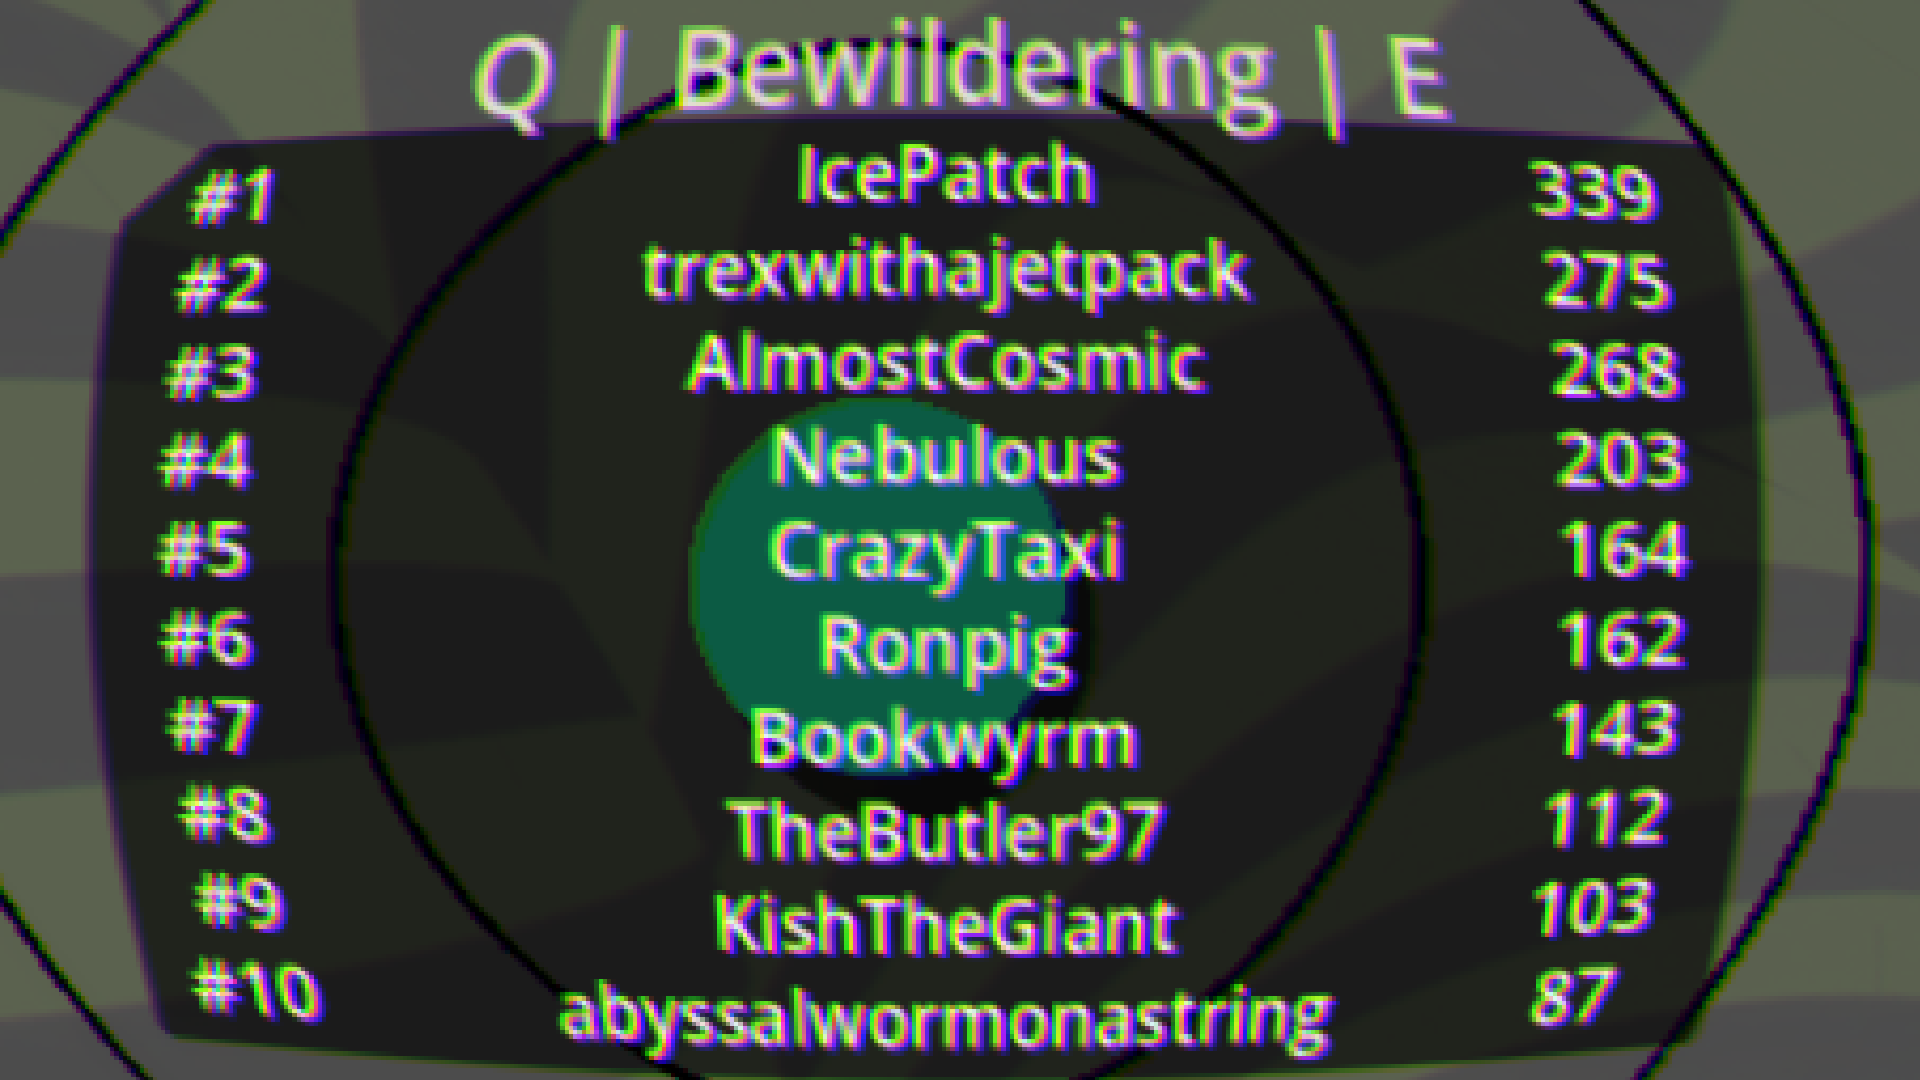 Q | Bewildering | E
#1 IcePatch 339
#2 trexwithajetpack 275
#3 AlmostCosmic 268
#4 Nebulous 203
#5 CrazyTaxi 164
#6 Ronpig 162
#7 Bookwyrm 143
#8 TheButler97 112
#9 KishTheGiant 103
#10 abyssalwormonastring 87